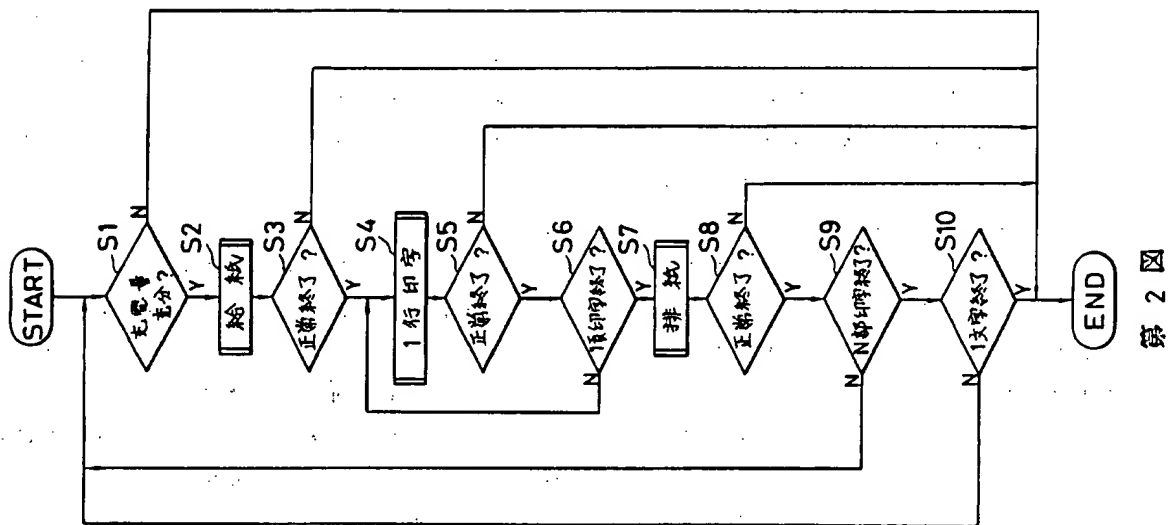 START
S1
充電量
充分?
N
Y
S2
給紙
S3
正常終了?
N
Y
S4
1行印字
S5
正常終了?
N
Y
S6
1頁印字終了?
N
Y
S7
排紙
S8
正常終了?
N
Y
S9
N部印字終了?
N
Y
S10
1文字終了?
N
Y
END
第2図